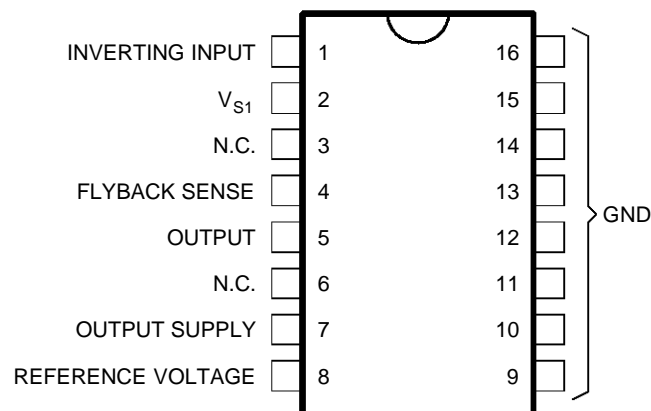 INVERTING INPUT 1 16
VS1 2 15
N.C. 3 14
FLYBACK SENSE 4 13
OUTPUT 5 12 GND
N.C. 6 11
OUTPUT SUPPLY 7 10
REFERENCE VOLTAGE 8 9